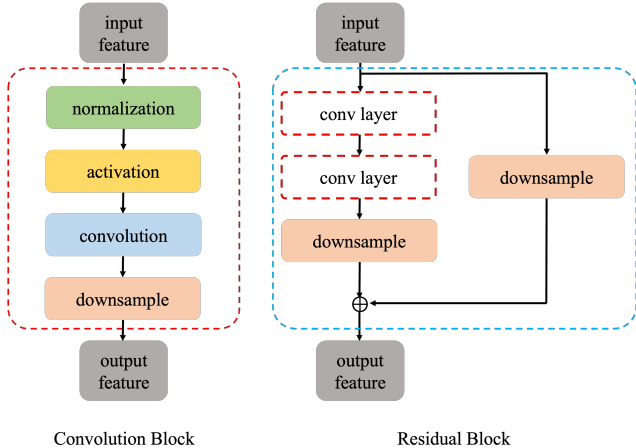 input
feature
normalization
activation
convolution
downsample
output
feature
Convolution Block
input
feature
conv layer
conv layer
downsample
downsample
output
feature
Residual Block